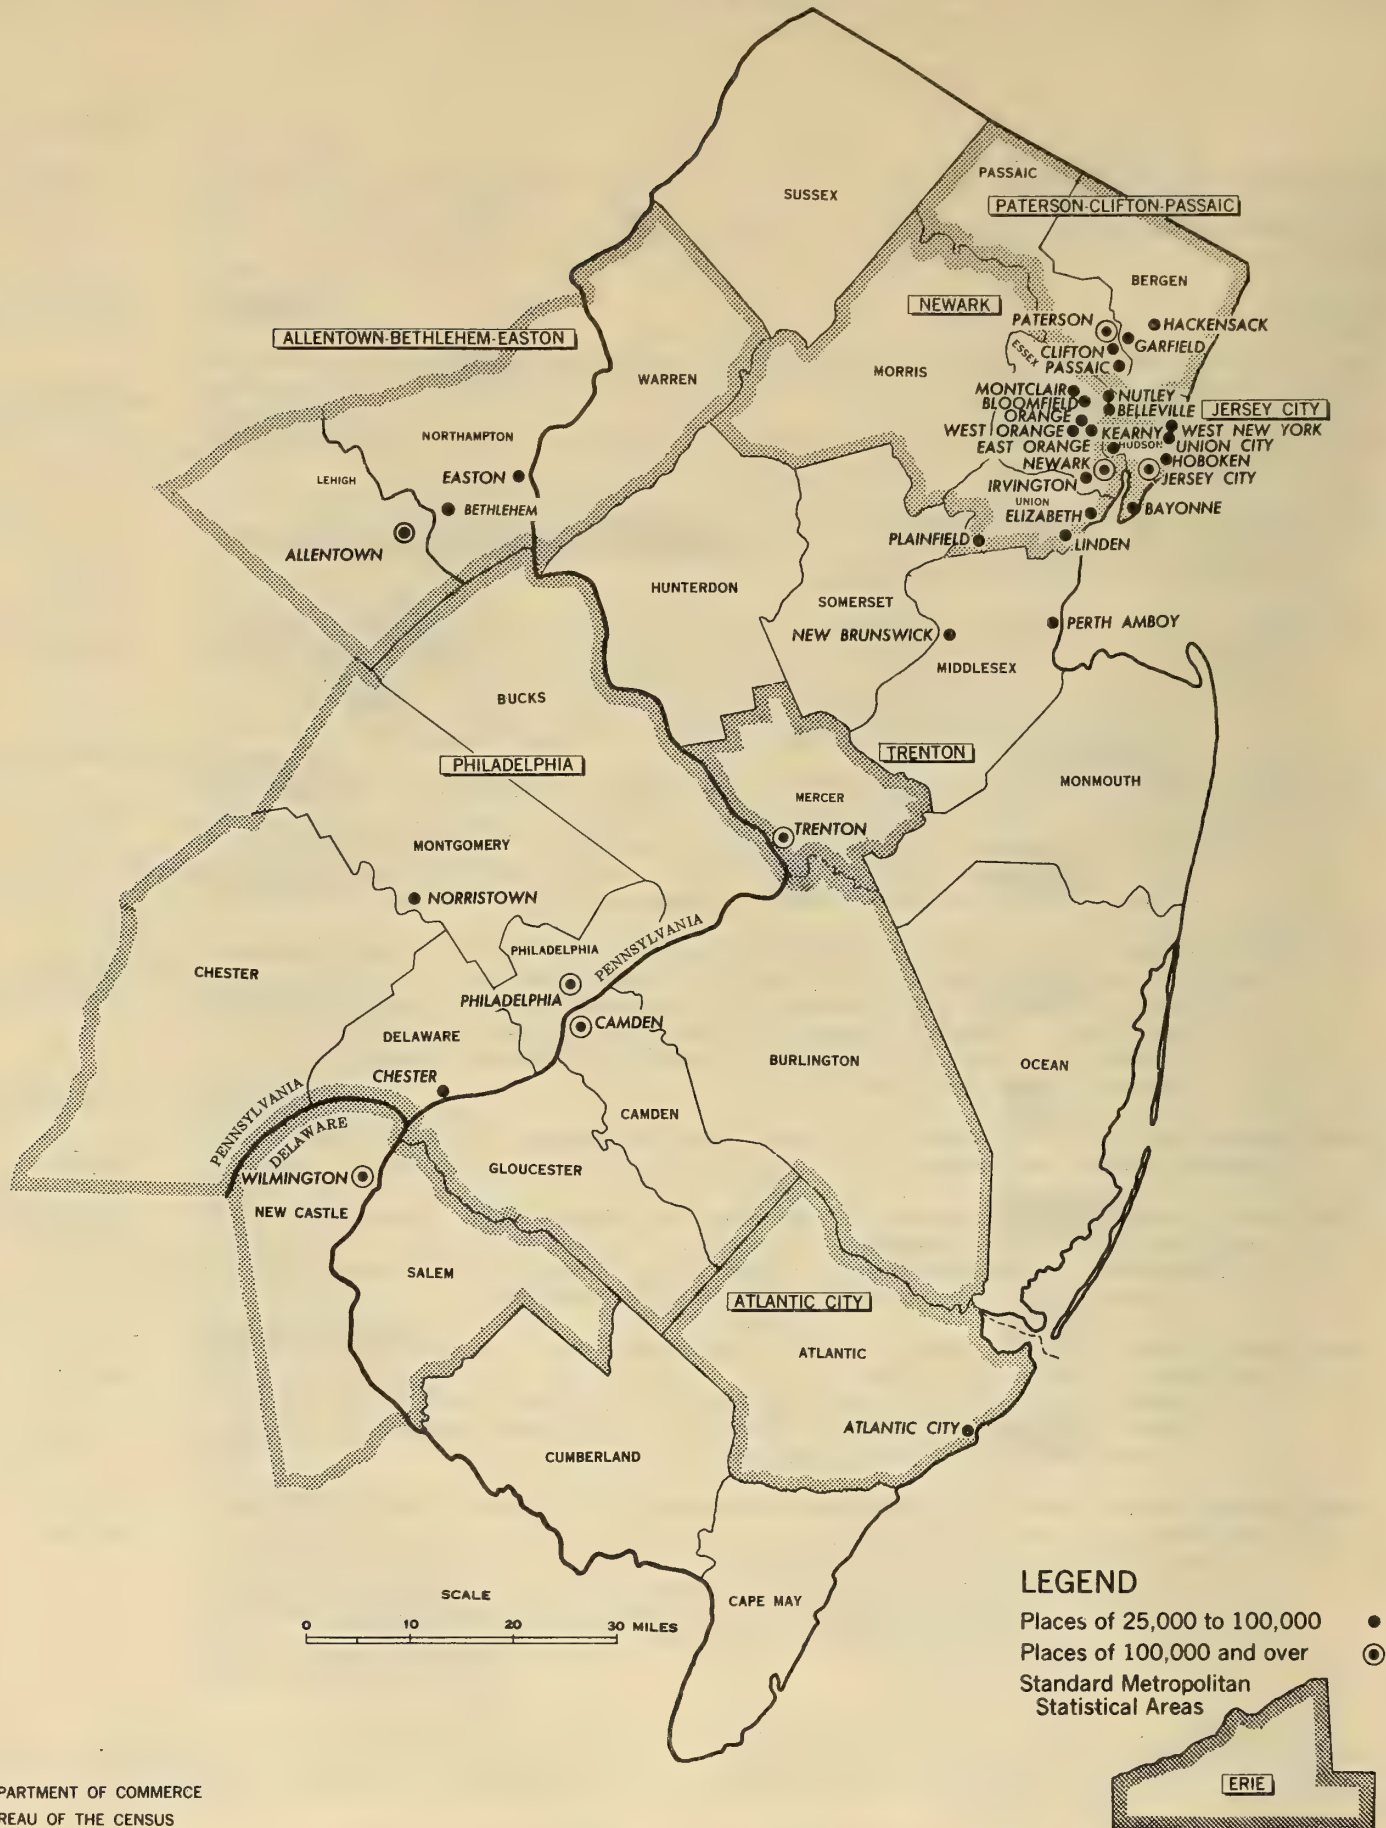 SUSSEX
PASSAIC
PATERSON-CLIFTON-PASSAIC
BERGEN
NEWARK
PATERSON
HACKENSACK
ESSEX
CLIFTON
GARFIELD
PASSAIC
ALLENTOWN-BETHLEHEM-EASTON
WARREN
MORRIS
MONTCLAIR
NUTLEY
BLOOMFIELD
BELLEVILLE
JERSEY CITY
ORANGE
WEST ORANGE
KEARNY
WEST NEW YORK
EAST ORANGE
HUDSON
UNION CITY
NEWARK
HOBOKEN
IRVINGTON
JERSEY CITY
UNION
ELIZABETH
BAYONNE
PLAINFIELD
LINDEN
NORTHAMPTON
LEHIGH
EASTON
BETHLEHEM
ALLENTOWN
HUNTERDON
SOMERSET
NEW BRUNSWICK
PERTH AMBOY
MIDDLESEX
BUCKS
PHILADELPHIA
TRENTON
MONMOUTH
MERCER
TRENTON
MONTGOMERY
NORRISTOWN
PHILADELPHIA
PENNSYLVANIA
CHESTER
PHILADELPHIA
CAMDEN
DELAWARE
BURLINGTON
OCEAN
CHESTER
PENNSYLVANIA
DELAWARE
CAMDEN
WILMINGTON
GLOUCESTER
NEW CASTLE
SALEM
ATLANTIC CITY
ATLANTIC
ATLANTIC CITY
CUMBERLAND
CAPE MAY
SCALE
0 10 20 30 MILES
LEGEND
Places of 25,000 to 100,000
Places of 100,000 and over
Standard Metropolitan
Statistical Areas
ERIE
PARTMENT OF COMMERCE
REAU OF THE CENSUS